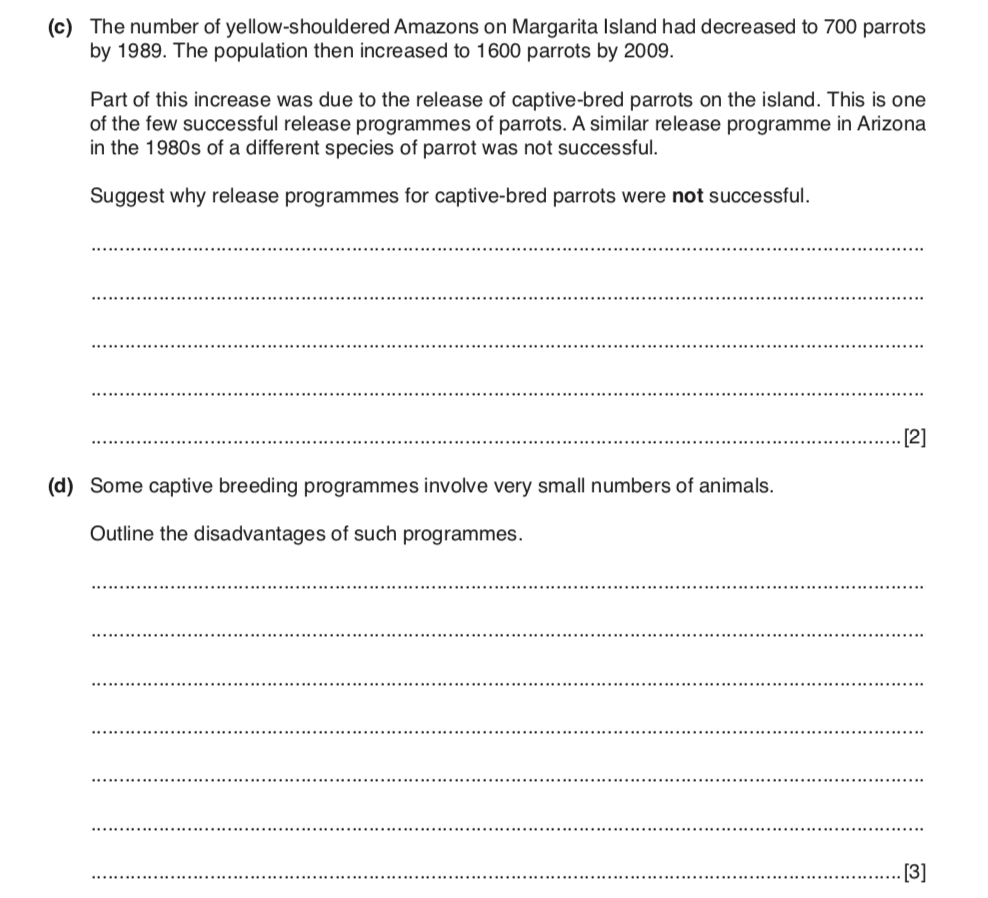 (c) The number of yellow-shouldered Amazons on Margarita Island had decreased to 700 parrots
by 1989. The population then increased to 1600 parrots by 2009.
Part of this increase was due to the release of captive-bred parrots on the island. This is one
of the few successful release programmes of parrots. A similar release programme in Arizona
in the 1980s of a different species of parrot was not successful.
Suggest why release programmes for captive-bred parrots were not successful.
[2]
(d) Some captive breeding programmes involve very small numbers of animals.
Outline the disadvantages of such programmes.
[3]